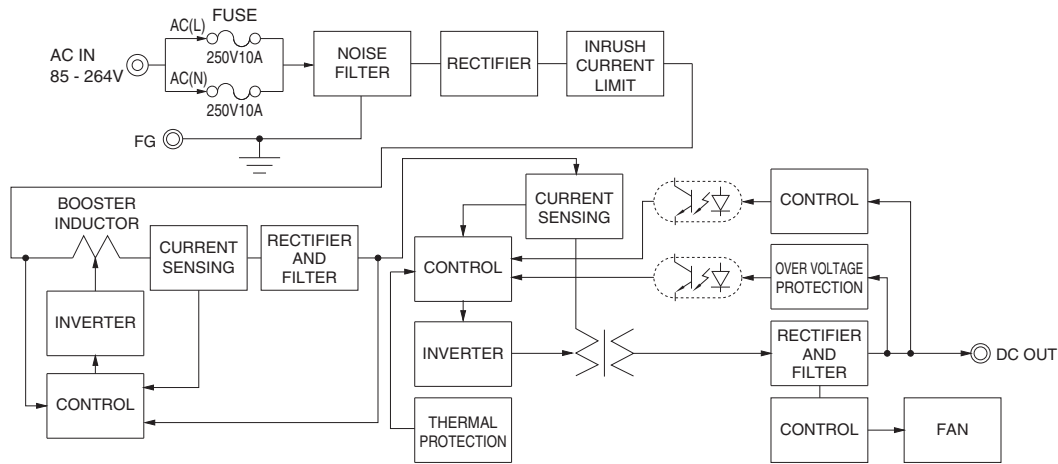 FUSE
AC(L)
250V10A
AC IN
85 - 264V
AC(N)
250V10A
NOISE
FILTER
RECTIFIER
INRUSH
CURRENT
LIMIT
FG
BOOSTER
INDUCTOR
CURRENT
SENSING
RECTIFIER
AND
FILTER
INVERTER
CONTROL
CURRENT
SENSING
CONTROL
INVERTER
THERMAL
PROTECTION
CONTROL
OVER VOLTAGE
PROTECTION
RECTIFIER
AND
FILTER
DC OUT
CONTROL
FAN